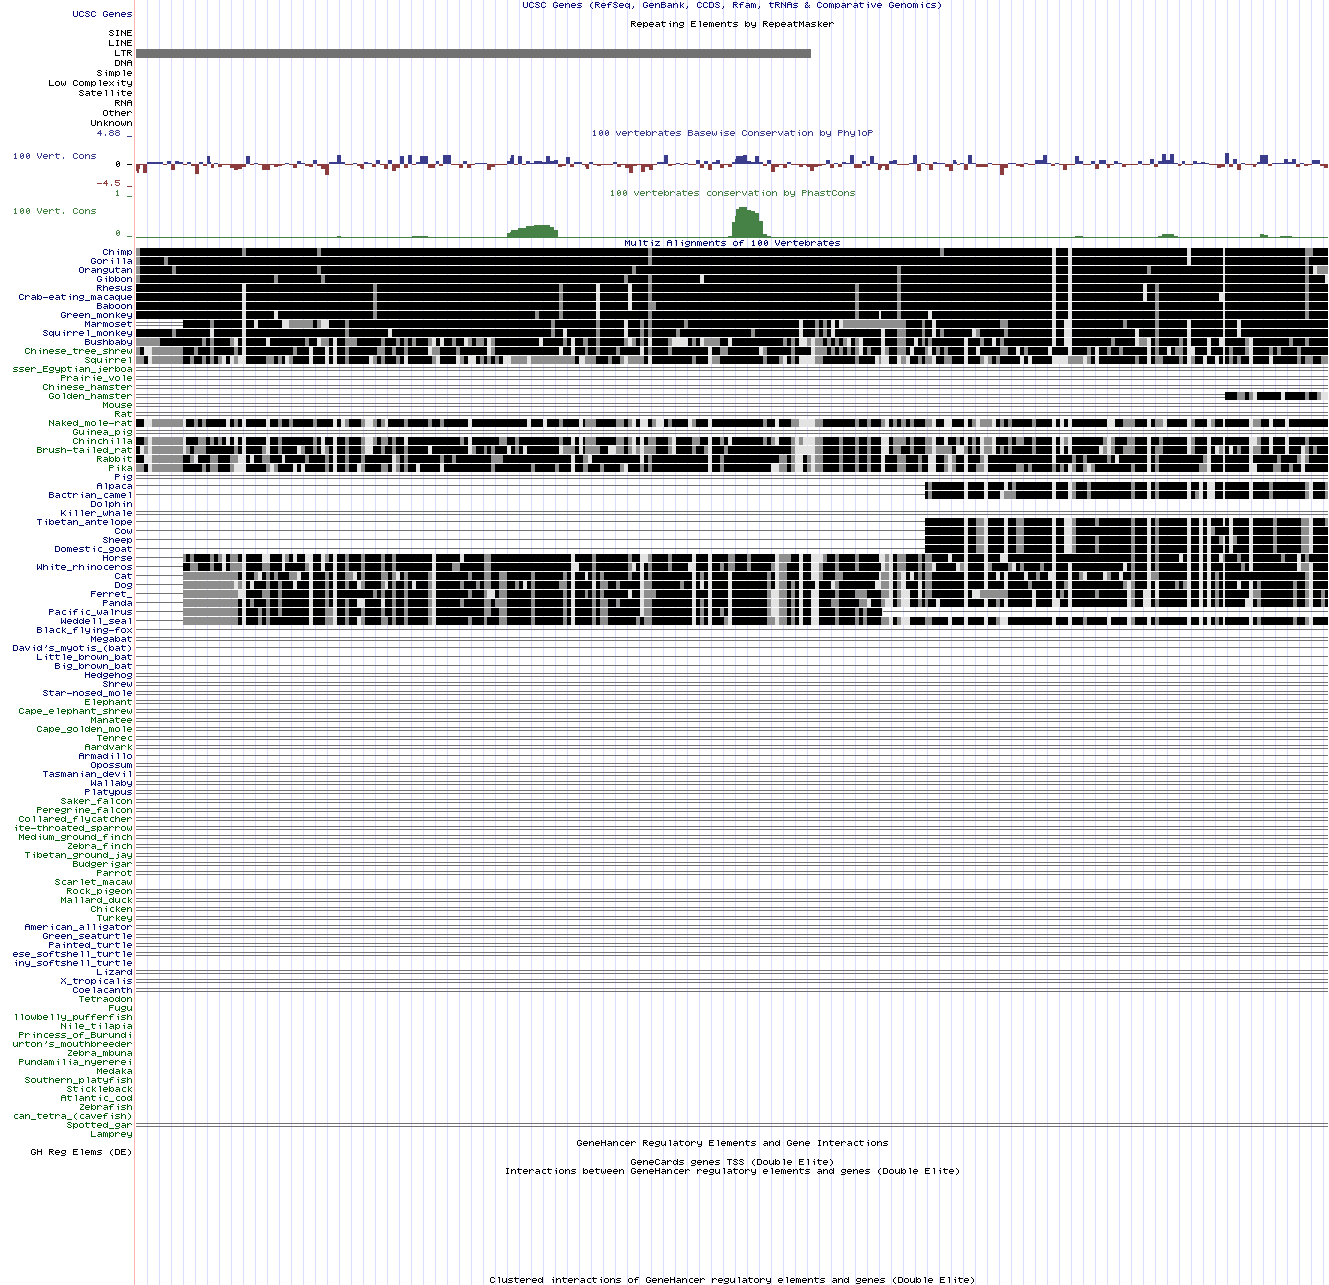 UCSC Genes (RefSeq, GenBank, CCDS, Rfam, tRNAs & Comparative Genomics)
UCSC Genes
Repeating Elements by RepeatMasker
SINE
LINE
LTR
DNA
Simple
Low Complexity
Satellite
RNA
Other
Unknown
4.88 _
100 vertebrates Basewise Conservation by PhyloP
100 Vert. Cons
0 _
-4.5 _
1 _
100 vertebrates conservation by PhastCons
100 Vert. Cons
0 _
Multiz Alignments of 100 Vertebrates
Chimp
Gorilla
Orangutan
Gibbon
Rhesus
Crab-eating_macaque
Baboon
Green_monkey
Marmoset
Squirrel_monkey
Bushbaby
Chinese_tree_shrew
Squirrel
sser_Egyptian_jerboa
Prairie_vole
Chinese_hamster
Golden_hamster
Mouse
Rat
Naked_mole-rat
Guinea_pig
Chinchilla
Brush-tailed_rat
Rabbit
Pika
Pig
Alpaca
Bactrian_camel
Dolphin
Killer_whale
Tibetan_antelope
Cow
Sheep
Domestic_goat
Horse
White_rhinoceros
Cat
Dog
Ferret_
Panda
Pacific_walrus
Weddell_seal
Black_flying-fox
Megabat
David's_myotis_(bat)
Little_brown_bat
Big_brown_bat
Hedgehog
Shrew
Star-nosed_mole
Elephant
Cape_elephant_shrew
Manatee
Cape_golden_mole
Tenrec
Aardvark
Armadillo
Opossum
Tasmanian_devil
Wallaby
Platypus
Saker_falcon
Peregrine_falcon
Collared_flycatcher
ite-throated_sparrow
Medium_ground_finch
Zebra_finch
Tibetan_ground_jay
Budgerigar
Parrot
Scarlet_macaw
Rock_pigeon
Mallard_duck
Chicken
Turkey
American_alligator
Green_seaturtle
Painted_turtle
ese_softshell_turtle
iny_softshell_turtle
Lizard
X_tropicalis
Coelacanth
Tetraodon
Fugu
llowbelly_pufferfish
Nile_tilapia
Princess_of_Burundi
urton's_mouthbreeder
Zebra_mbuna
Pundamilia_nyererei
Medaka
Southern_platyfish
Stickleback
Atlantic_cod
Zebrafish
can_tetra_(cavefish)
Spotted_gar
Lamprey
GeneHancer Regulatory Elements and Gene Interactions
GH Reg Elems (DE)
GeneCards genes TSS (Double Elite)
Interactions between GeneHancer regulatory elements and genes (Double Elite)
Clustered interactions of GeneHancer regulatory elements and genes (Double Elite)